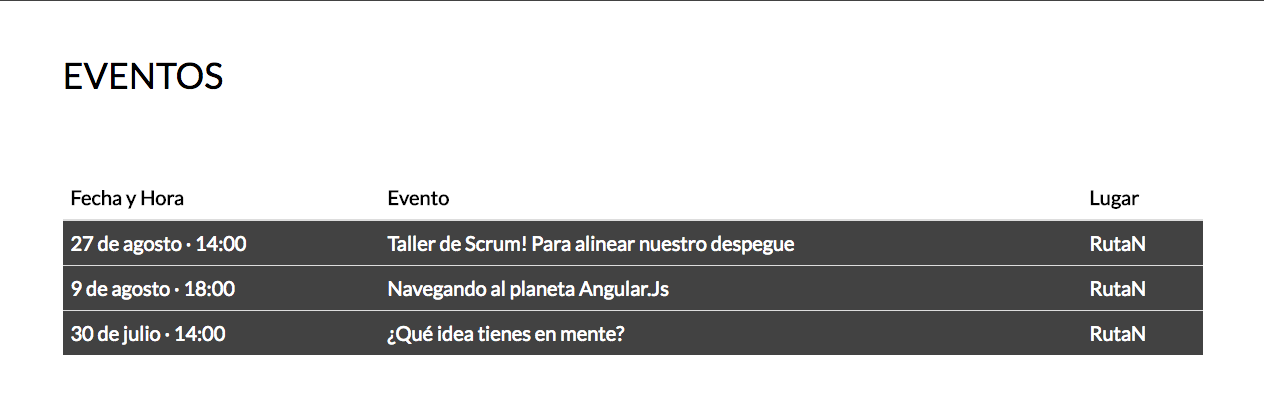 EVENTOS
Fecha y Hora Evento Lugar
27 de agosto · 14:00 Taller de Scrum! Para alinear nuestro despegue RutaN
9 de agosto · 18:00 Navegando al planeta Angular.Js RutaN
30 de julio · 14:00 ¿Qué idea tienes en mente? RutaN